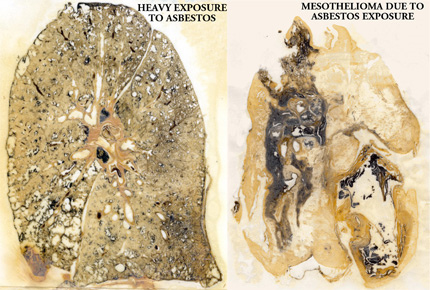 HEAVY EXPOSURE
TO ASBESTOS
MESOTHELIOMA DUE TO
ASBESTOS EXPOSURE